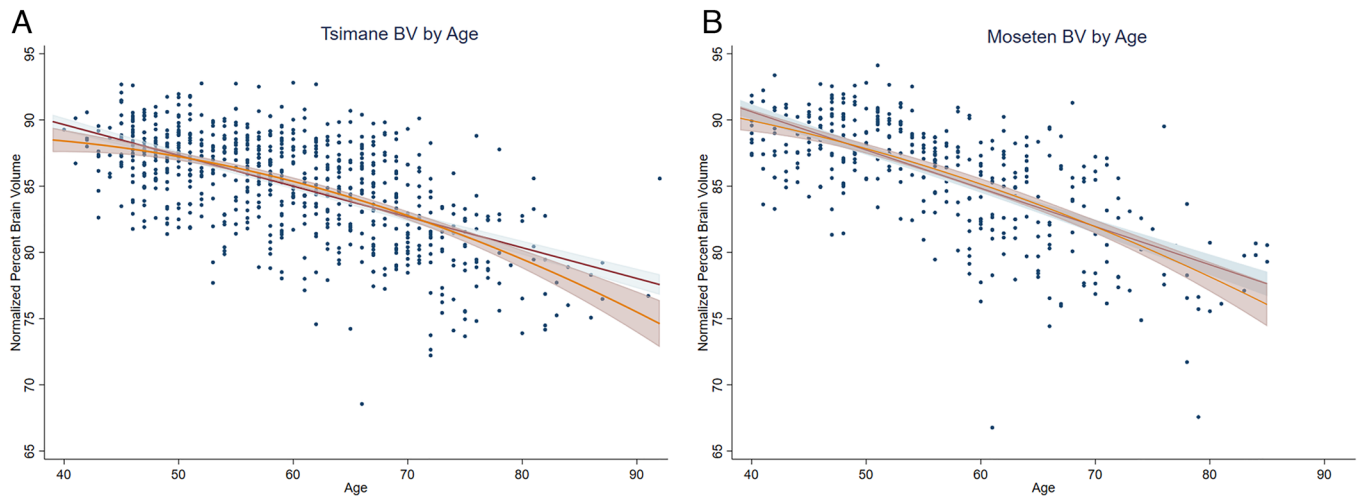 A
Tsimane BV by Age
Normalized Percent Brain Volume
95
90
85
80
75
70
65
40 50 60 70 80 90
Age
B
Moseten BV by Age
Normalized Percent Brain Volume
95
90
85
80
75
70
65
40 50 60 70 80 90
Age